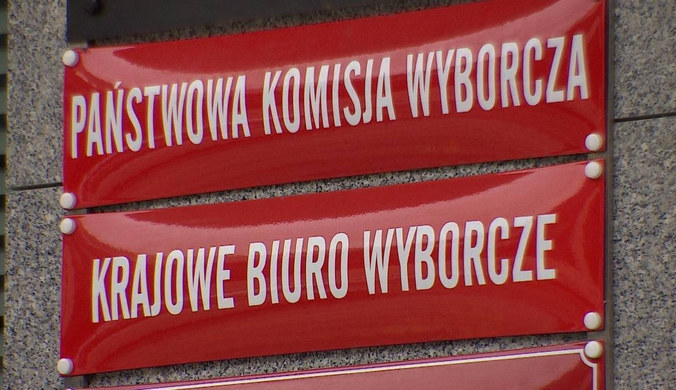 PAŃSTWOWA KOMISJA WYBORCZA
KRAJOWE BIURO WYBORCZE